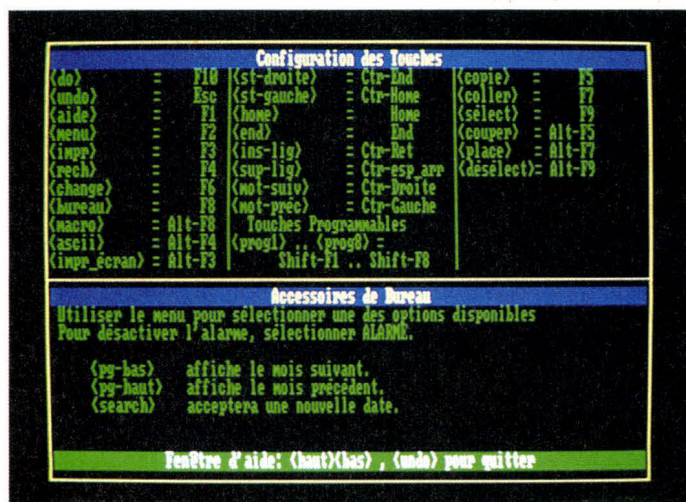 Configuration des Touches
<do> = F10 <st-droite> = Ctr-End <copie> = F5
<undo> = Esc <st-gauche> = Ctr-Home <coller> = F7
<aide> = F1 <home> = Home <sélect> = F9
<menu> = F2 <end> = End <couper> = Alt-F5
<impr> = F3 <ins-lig> = Ctr-Ret <place> = Alt-F7
<rech> = F4 <sup-lig> = Ctr-esp_arr <désélect>= Alt-F9
<change> = F6 <mot-suiv> = Ctr-Droite
<bureau> = F8 <mot-préc> = Ctr-Gauche
<macro> = Alt-F8 Touches Programmables
<ascii> = Alt-F4 <prog1> .. <prog8> =
<impr_écran> = Alt-F3 Shift-F1 .. Shift-F8
Accessoires de Bureau
Utiliser le menu pour sélectionner une des options disponibles
Pour désactiver l'alarme, sélectionner ALARME.
<pg-bas> affiche le mois suivant.
<pg-haut> affiche le mois précédent.
<search> acceptera une nouvelle date.
Fenêtre d'aide: <haut><bas> , <undo> pour quitter